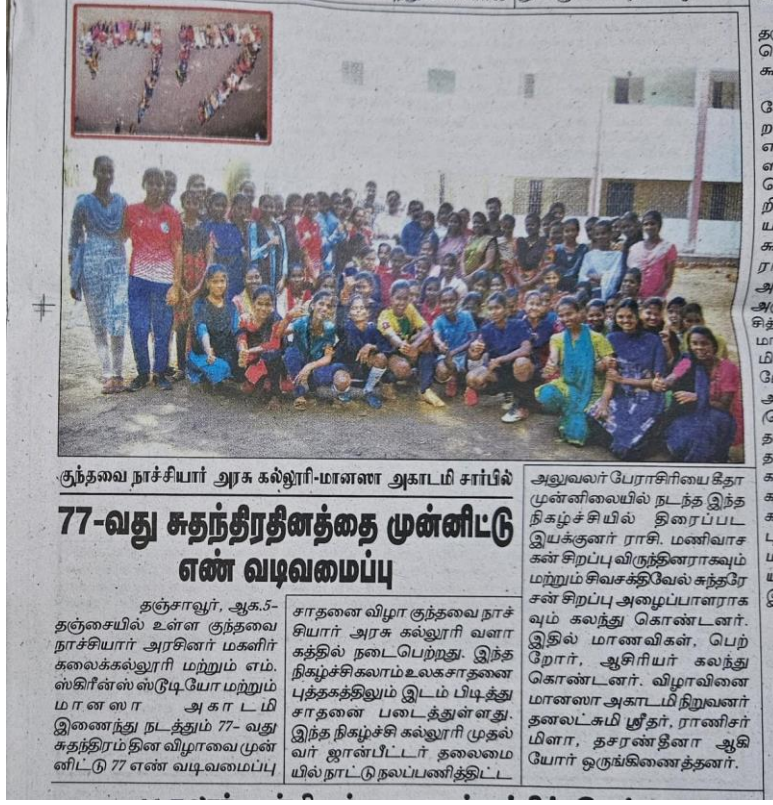 குந்தவை நாச்சியார் அரசு கல்லூரி-மானஸா அகாடமி சார்பில்
77-வது சுதந்திரதினத்தை முன்னிட்டு
எண் வடிவமைப்பு
தஞ்சாவூர், ஆக.5-
தஞ்சையில் உள்ள குந்தவை
நாச்சியார் அரசினர் மகளிர்
கலைக்கல்லூரி மற்றும் எம்.
ஸ்கிரீன்ஸ் ஸ்டூடியோ மற்றும்
மானஸா அகாடமி
இணைந்து நடத்தும் 77- வது
சுதந்திரம் தின விழாவை முன்
னிட்டு 77 எண் வடிவமைப்பு
சாதனை விழா குந்தவை நாச்
சியார் அரசு கல்லூரி வளா
கத்தில் நடைபெற்றது. இந்த
நிகழ்ச்சி கலாம் உலக சாதனை
புத்தகத்திலும் இடம் பிடித்து
சாதனை படைத்துள்ளது.
இந்த நிகழ்ச்சி கல்லூரி முதல்
வர் ஜான்பீட்டர் தலைமை
யில் நாட்டு நலப்பணித்திட்ட
அலுவலர் பேராசிரியை கீதா
முன்னிலையில் நடந்த இந்த
நிகழ்ச்சியில் திரைப்பட
இயக்குனர் ராசி. மணிவாச
கன் சிறப்பு விருந்தினராகவும்
மற்றும் சிவசக்திவேல் சுந்தரே
சன் சிறப்பு அழைப்பாளராக
வும் கலந்து கொண்டனர்.
இதில் மாணவிகள், பெற்
றோர், ஆசிரியர் கலந்து
கொண்டனர். விழாவினை
மானஸா அகாடமி நிறுவனர்
தனலட்சுமி ஸ்ரீதர், ராணிசர்
மிளா, தசரண்தீனா ஆகி
யோர் ஒருங்கிணைத்தனர்.